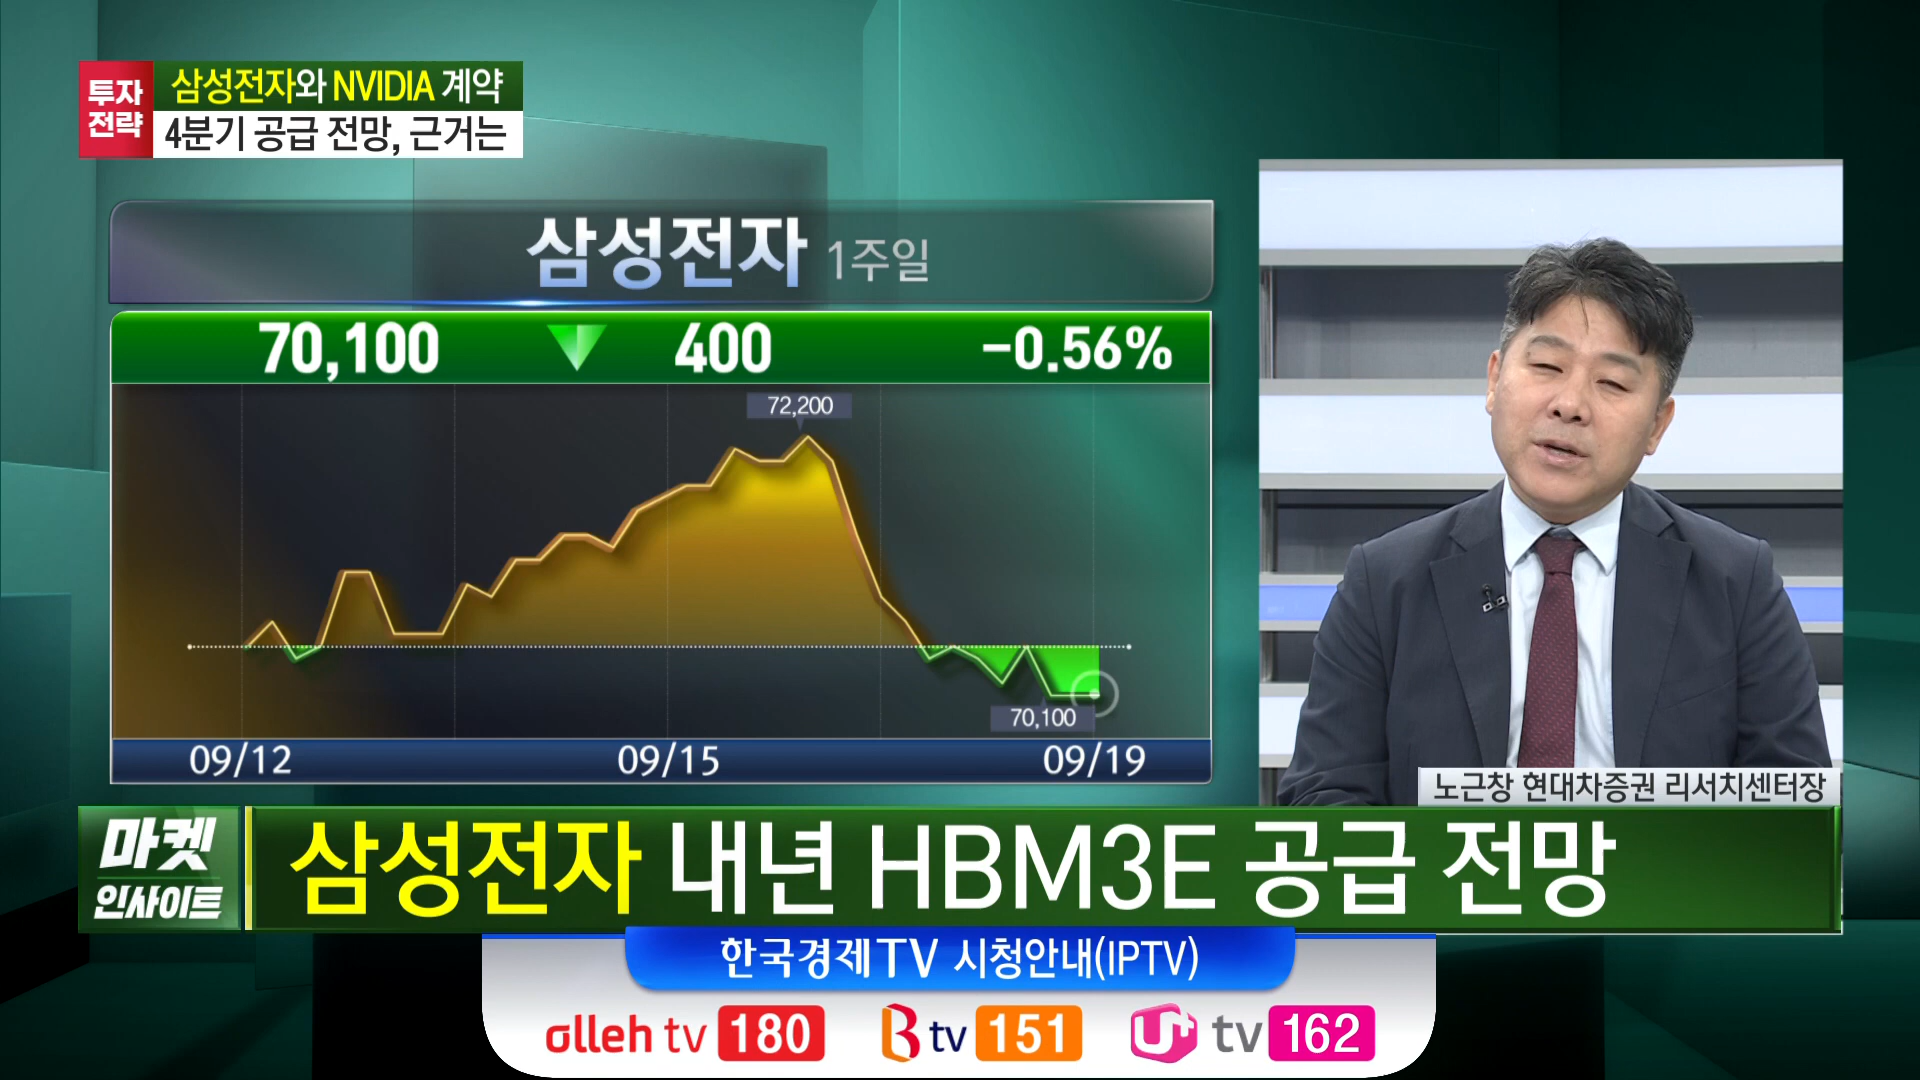 투자
전략
삼성전자와 NVIDIA 계약
4분기 공급 전망, 근거는
삼성전자 1주일
70,100 ▼ 400 -0.56%
72,200
70,100
09/12 09/15 09/19
노근창 현대차증권 리서치센터장
마켓
인사이트
삼성전자 내년 HBM3E 공급 전망
한국경제TV 시청안내(IPTV)
olleh tv 180 B tv 151 U+ tv 162